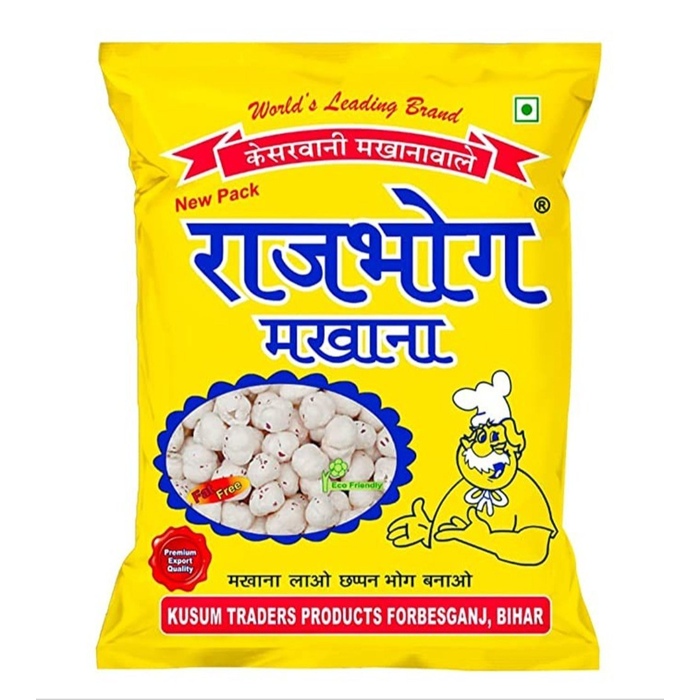 World's Leading Brand
केसरवानी मखानावाले
New Pack
राजभोग®
मखाना
Fat Free
Eco Friendly
Premium
Export
Quality
मखाना लाओ छप्पन भोग बनाओ
KUSUM TRADERS PRODUCTS FORBESGANJ, BIHAR